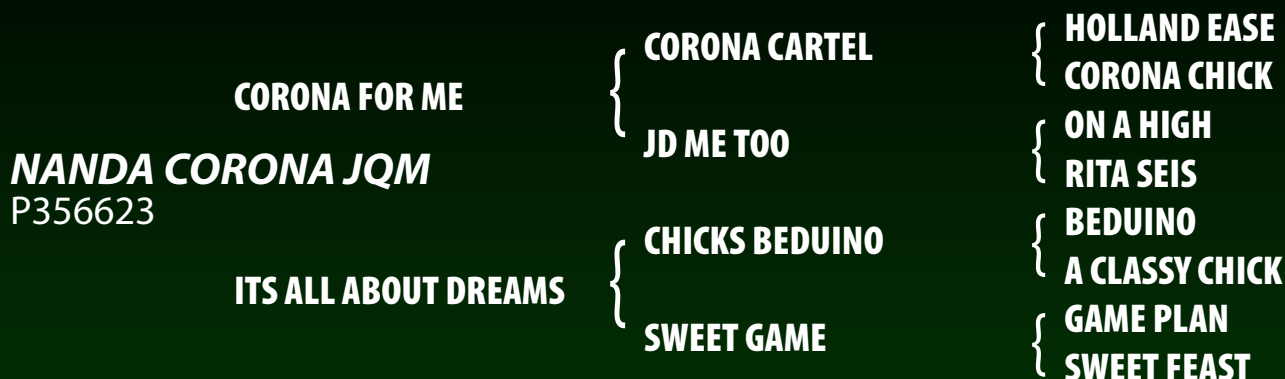 HOLLAND EASE
CORONA CARTEL
CORONA CHICK
CORONA FOR ME
ON A HIGH
JD ME TOO
RITA SEIS
NANDA CORONA JQM
P356623
BEDUINO
CHICKS BEDUINO
A CLASSY CHICK
ITS ALL ABOUT DREAMS
GAME PLAN
SWEET GAME
SWEET FEAST